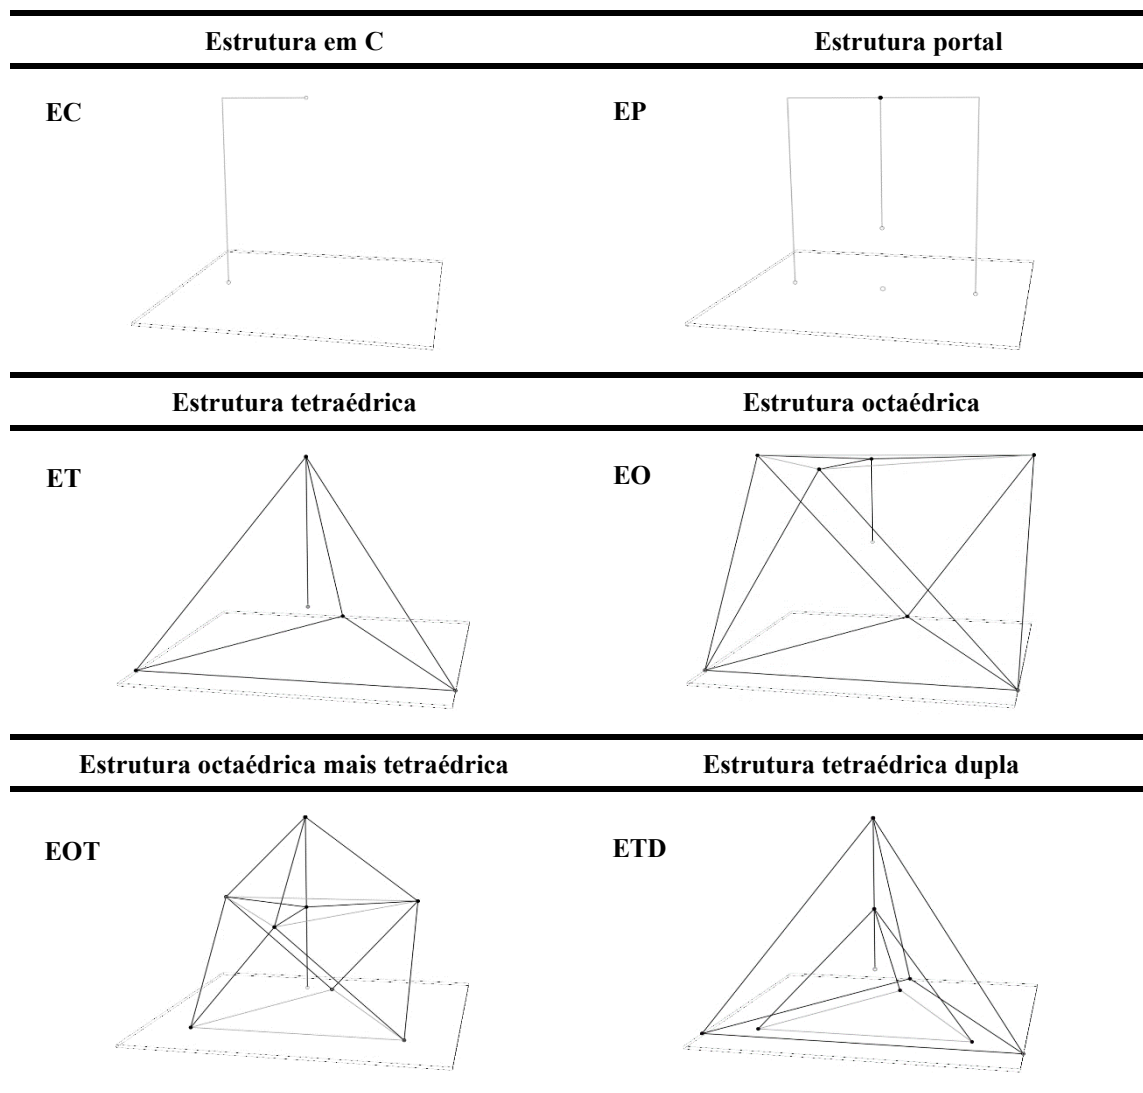 Estrutura em C
Estrutura portal
EC
EP
Estrutura tetraédrica
Estrutura octaédrica
ET
EO
Estrutura octaédrica mais tetraédrica
Estrutura tetraédrica dupla
EOT
ETD